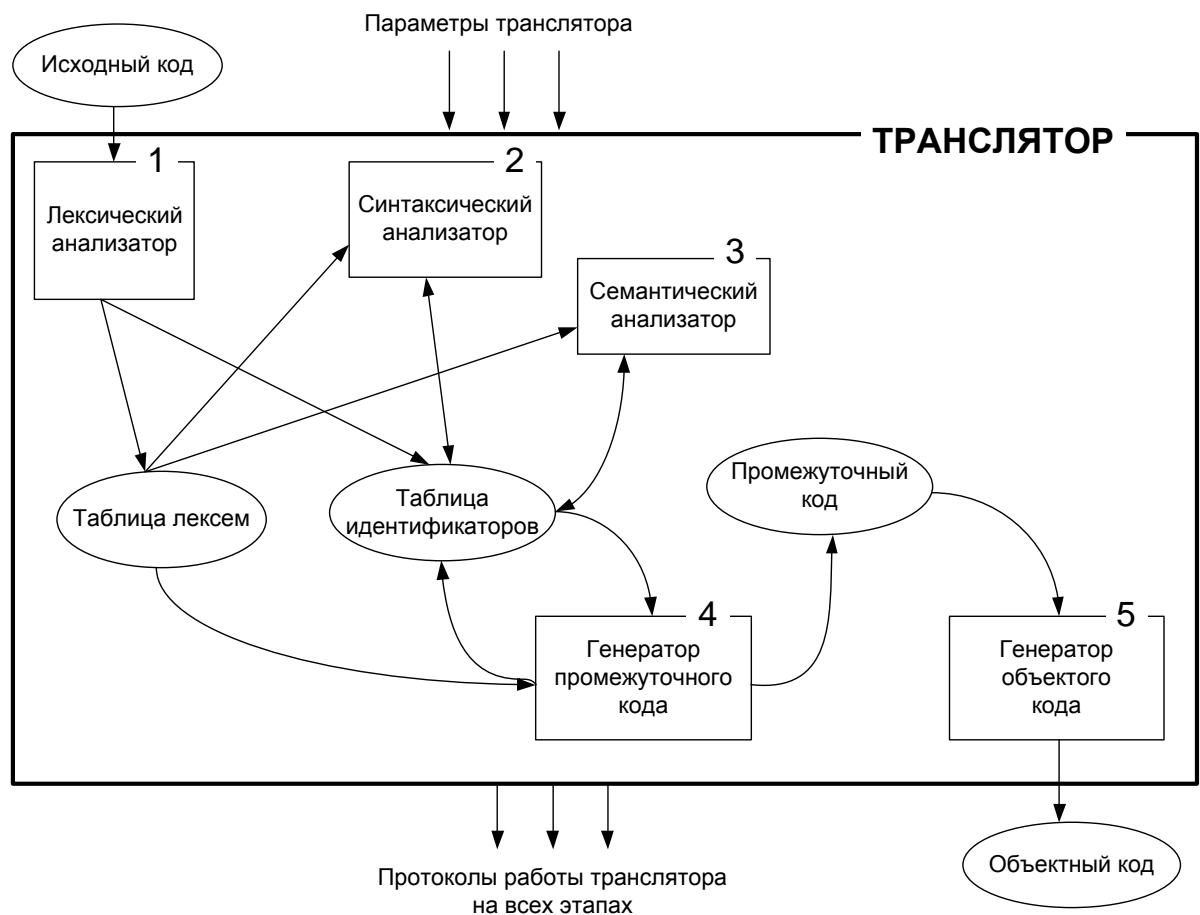 Параметры транслятора
Исходный код
ТРАНСЛЯТОР
1
Лексический
анализатор
2
Синтаксический
анализатор
3
Семантический
анализатор
Таблица лексем
Таблица
идентификаторов
Промежуточный
код
4
Генератор
промежуточного
кода
5
Генератор
объектого
кода
Протоколы работы транслятора
на всех этапах
Объектный код